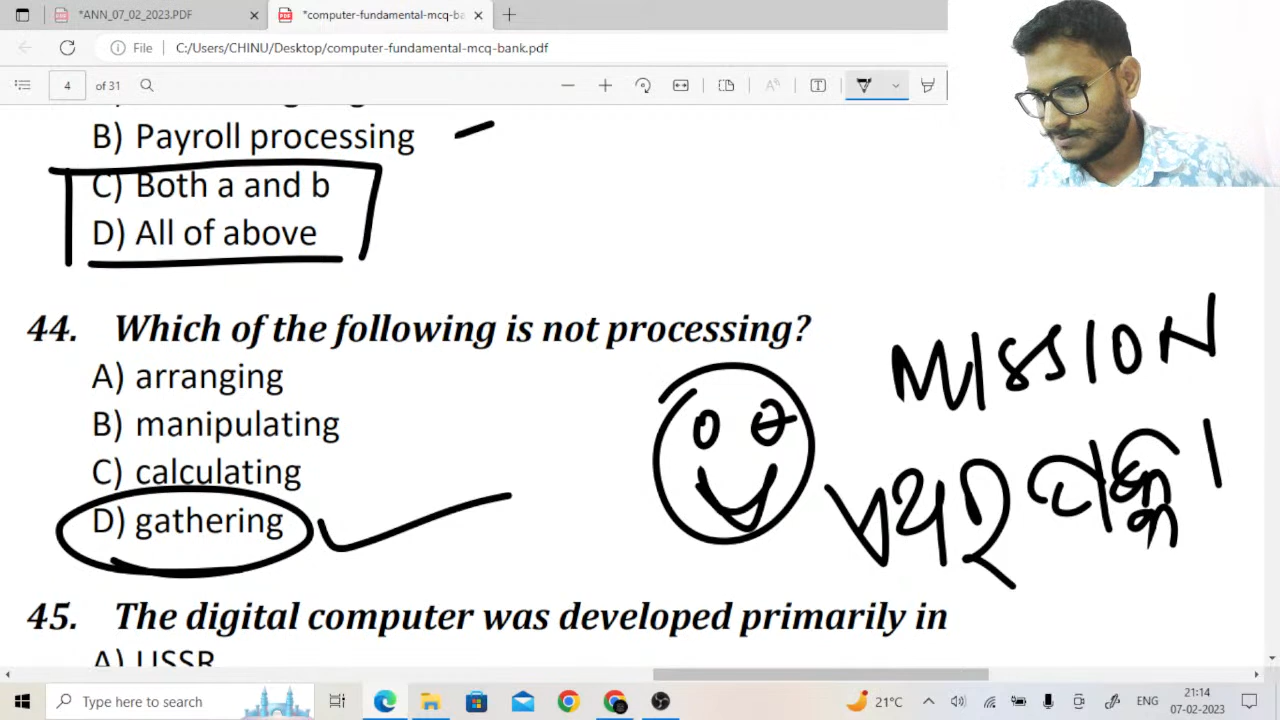 *ANN_07_02_2023.PDF
*computer-fundamental-mcq-ba
File
C:/Users/CHINU/Desktop/computer-fundamental-mcq-bank.pdf
4 of 31
B) Payroll processing
C) Both a and b
D) All of above
44. Which of the following is not processing?
A) arranging
B) manipulating
C) calculating
D) gathering
MISSION
ଏଥର ପକ୍କା
45. The digital computer was developed primarily in
A) USSR
Type here to search
21°C
ENG
21:14
07-02-2023